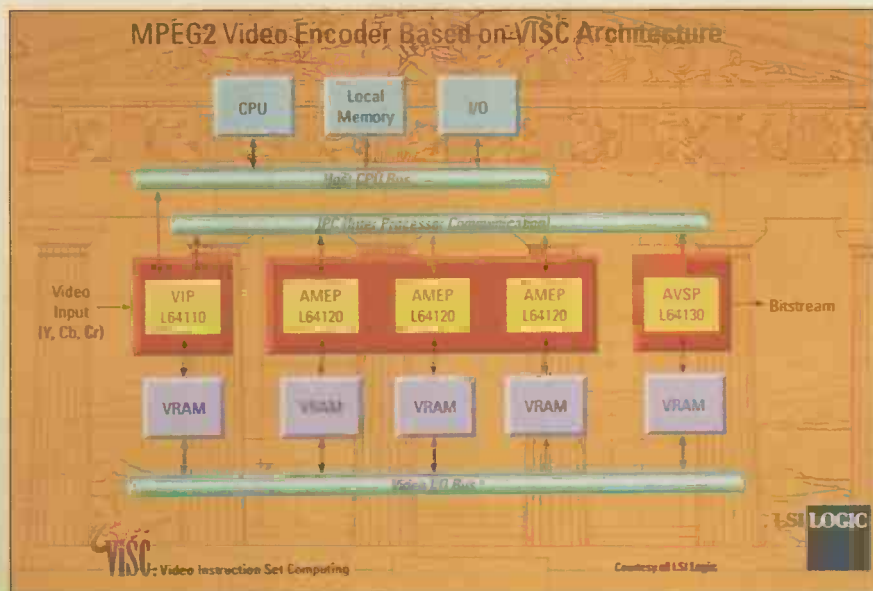 MPEG2 Video Encoder Based on VISC Architecture
CPU
Local
Memory
I/O
Host CPU Bus
IPC (Inter Processor Communication)
Video
Input
(Y, Cb, Cr)
VIP
L64110
AMEP
L64120
AMEP
L64120
AMEP
L64120
AVSP
L64130
Bitstream
VRAM
VRAM
VRAM
VRAM
VRAM
Video I/O Bus
LSI LOGIC
ViSC: Video Instruction Set Computing
Courtesy of LSI Logic